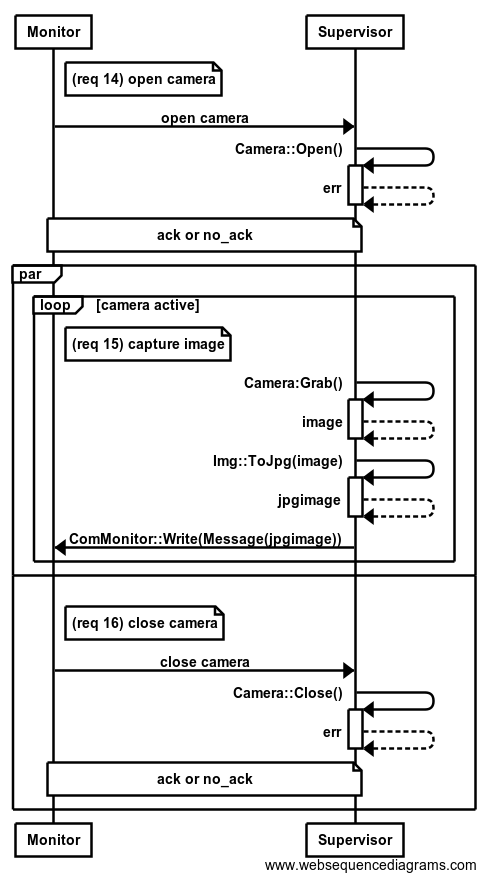 Monitor
Supervisor
(req 14) open camera
open camera
Camera::Open()
err
ack or no_ack
par
loop
[camera active]
(req 15) capture image
Camera:Grab()
image
Img::ToJpg(image)
jpgimage
ComMonitor::Write(Message(jpgimage))
(req 16) close camera
close camera
Camera::Close()
err
ack or no_ack
Monitor
Supervisor
www.websequencediagrams.com